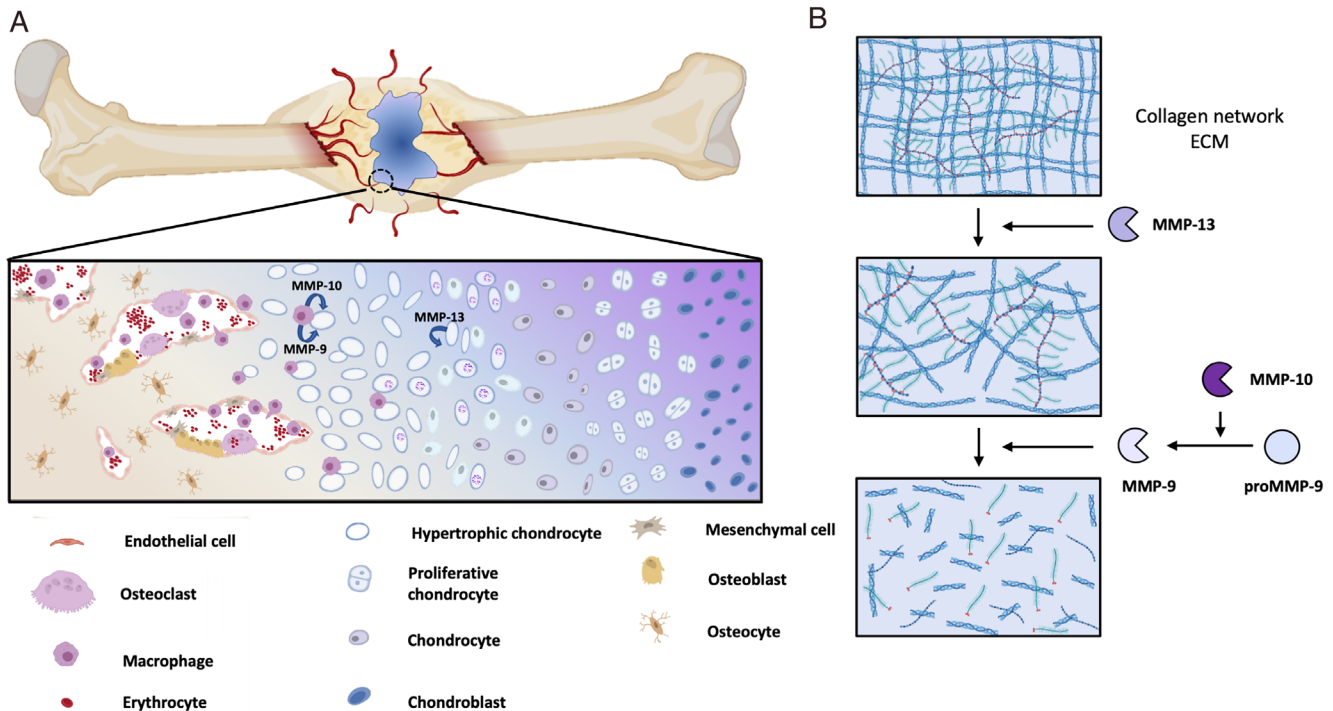 A
MMP-10
MMP-9
MMP-13
Endothelial cell
Osteoclast
Macrophage
Erythrocyte
Hypertrophic chondrocyte
Proliferative
chondrocyte
Chondrocyte
Chondroblast
Mesenchymal cell
Osteoblast
Osteocyte
B
Collagen network
ECM
MMP-13
MMP-10
MMP-9
proMMP-9